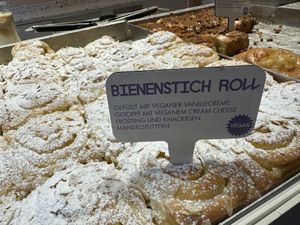 BIENENSTICH ROLL
GEFÜLLT MIT VEGANER VANILLECREME
GETOPPT MIT VEGANEM CREAM CHEESE
FROSTING UND KNACKIGEN
MANDELSPLITTERN
VEGAN